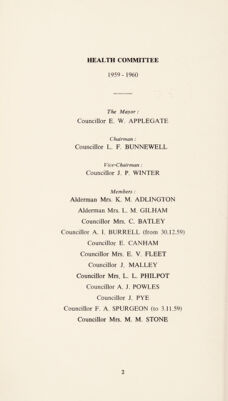 HEALTH COMMITTEE
1959 - 1960
The Mayor :
Councillor E. W. APPLEGATE
Chairman :
Councillor L. F. BUNNEWELL
Vice-Chairman :
Councillor J. P. WINTER
Members :
Alderman Mrs. K. M. ADLINGTON
Alderman Mrs. L. M. GILHAM
Councillor Mrs. C. BATLEY
Councillor A. I. BURRELL (from 30.12.59)
Councillor E. CANHAM
Councillor Mrs. E. V. FLEET
Councillor J. MALLEY
Councillor Mrs. L. L. PHILPOT
Councillor A. J. POWLES
Councillor J. PYE
Councillor F. A. SPURGEON (to 3.11.59)
Councillor Mrs. M. M. STONE
2